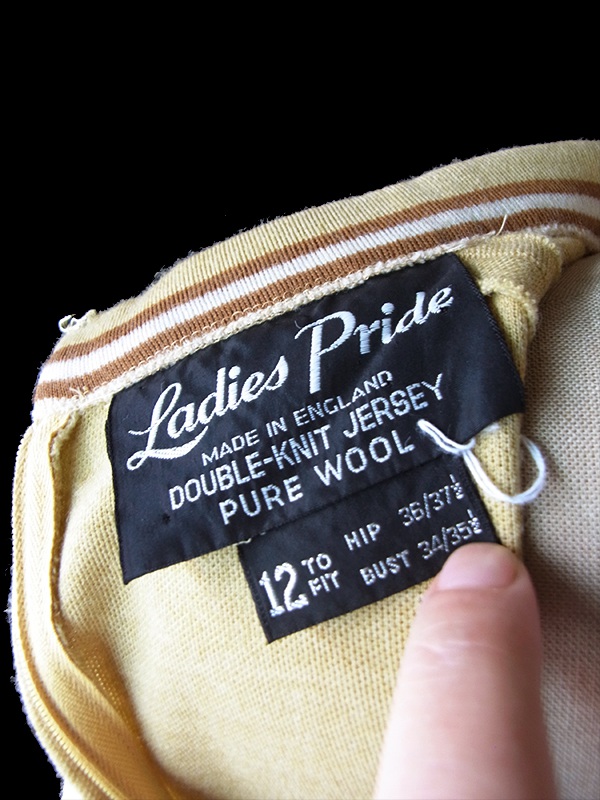 Ladies Pride
MADE IN ENGLAND
DOUBLE-KNIT JERSEY
PURE WOOL
12 TO FIT
HIP 36/37½
BUST 34/35½